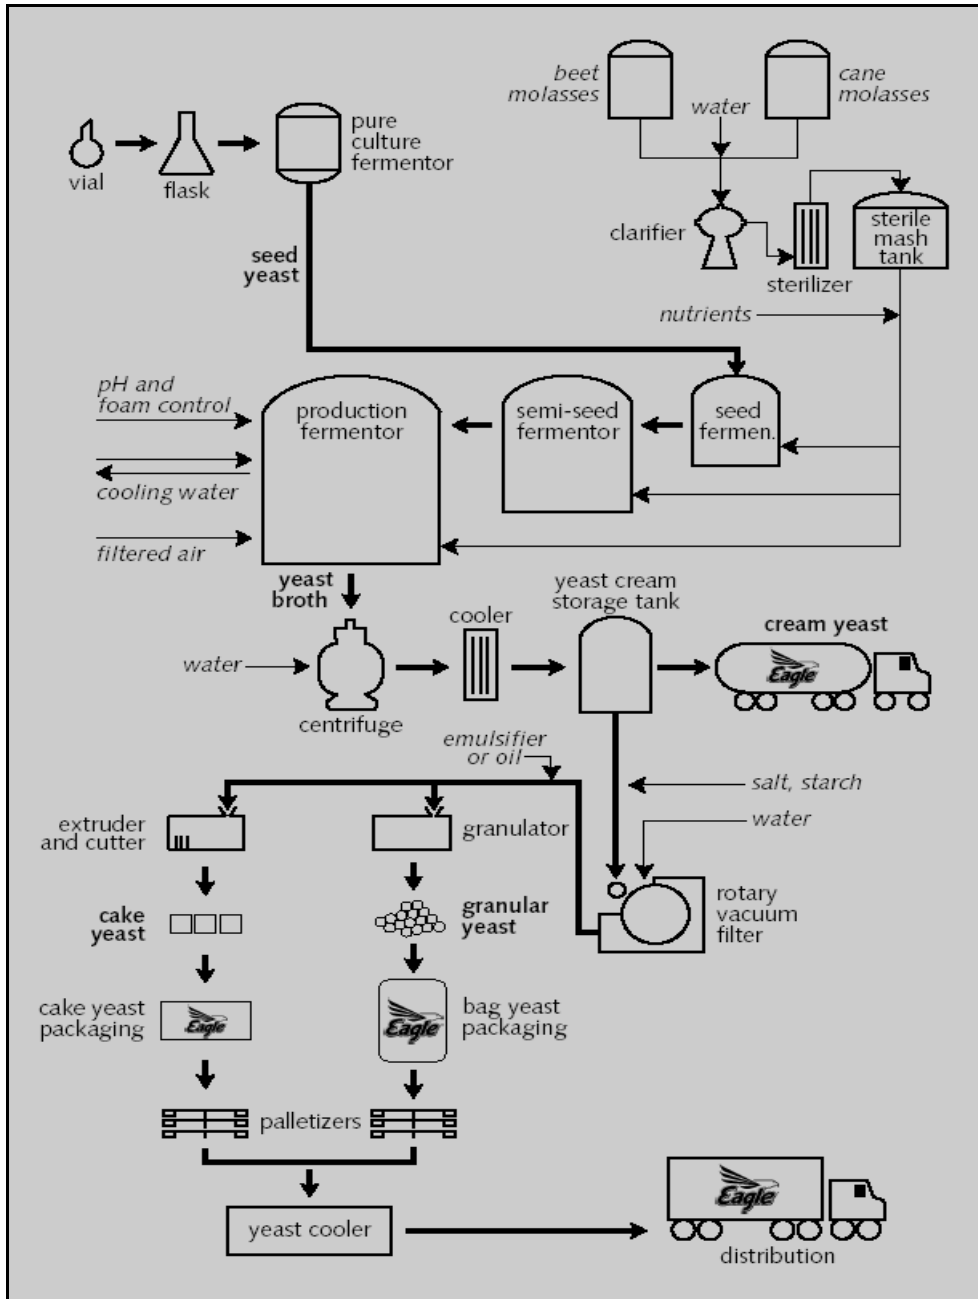 beet
molasses
cane
molasses
water
pure
culture
fermentor
vial
flask
clarifier
sterile
mash
tank
sterilizer
seed
yeast
nutrients
pH and
foam control
production
fermentor
semi-seed
fermentor
seed
fermen.
cooling water
filtered air
yeast
broth
yeast cream
storage tank
cooler
cream yeast
water
Eagle
centrifuge
emulsifier
or oil
salt, starch
water
extruder
and cutter
granulator
rotary
vacuum
filter
cake
yeast
granular
yeast
cake yeast
packaging
Eagle
Eagle
bag yeast
packaging
palletizers
Eagle
yeast cooler
distribution